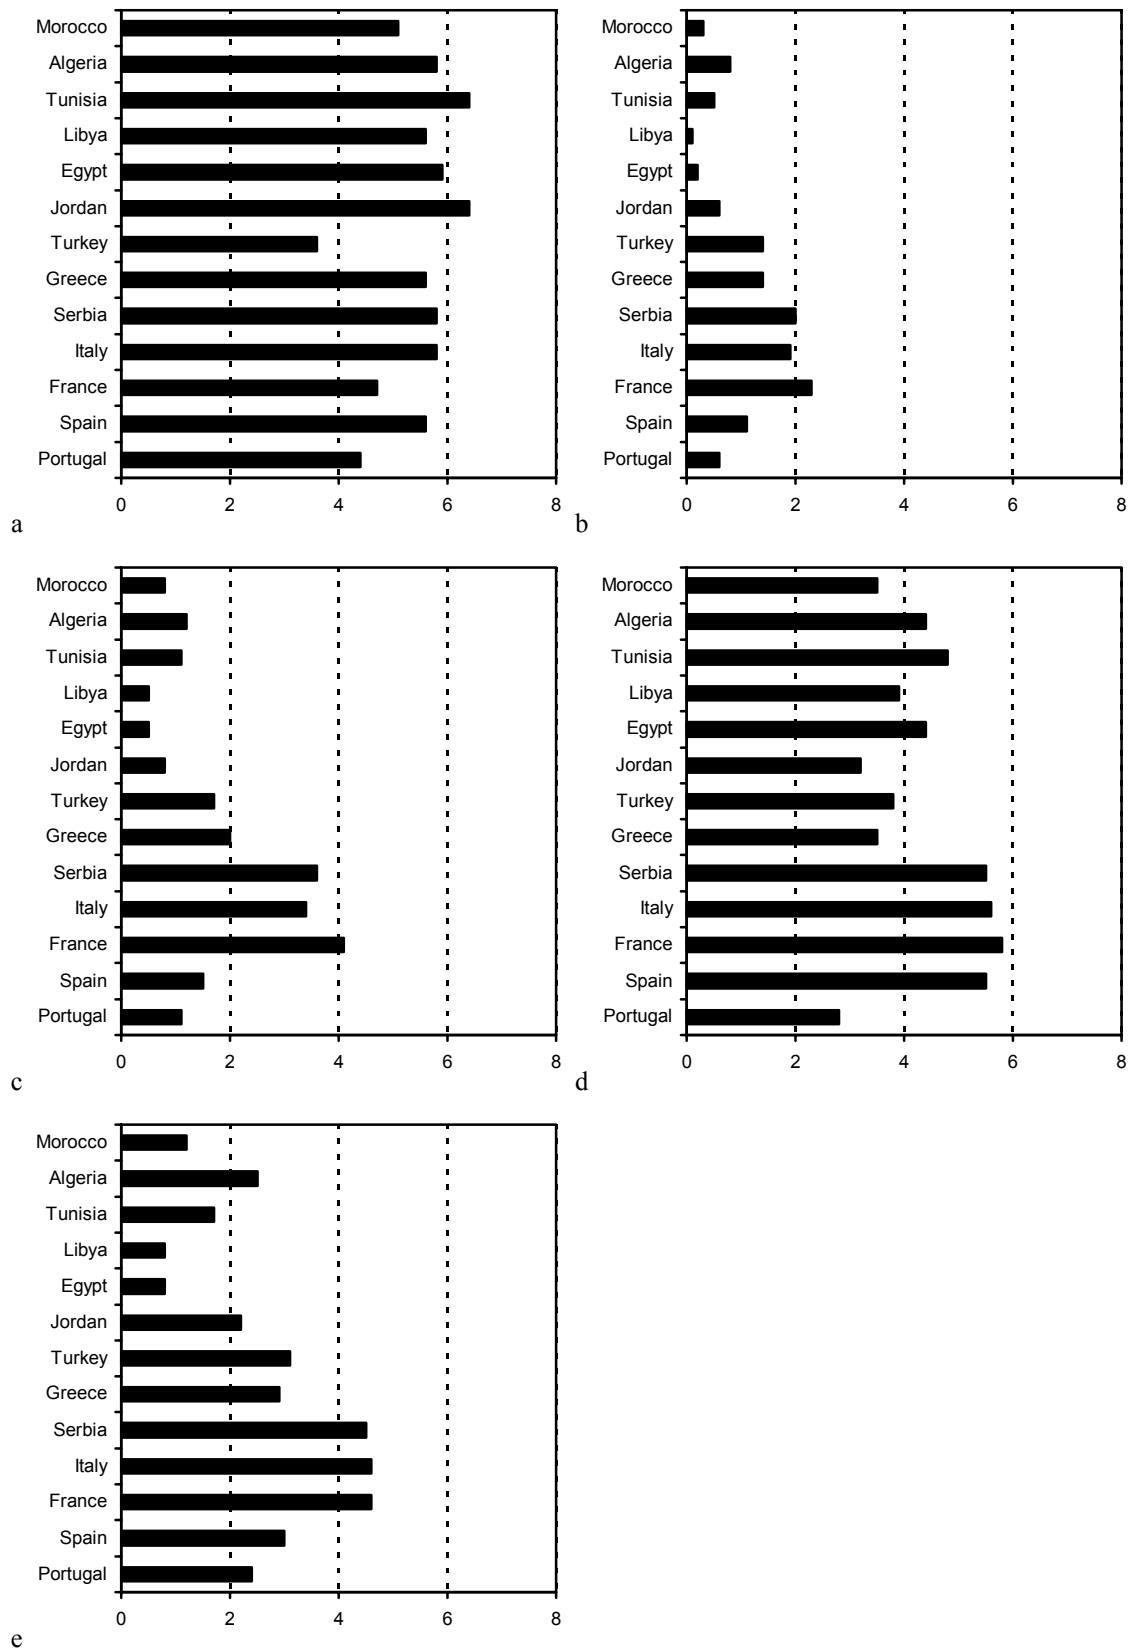 Morocco
Algeria
Tunisia
Libya
Egypt
Jordan
Turkey
Greece
Serbia
Italy
France
Spain
Portugal
0 2 4 6 8
a
Morocco
Algeria
Tunisia
Libya
Egypt
Jordan
Turkey
Greece
Serbia
Italy
France
Spain
Portugal
0 2 4 6 8
b
Morocco
Algeria
Tunisia
Libya
Egypt
Jordan
Turkey
Greece
Serbia
Italy
France
Spain
Portugal
0 2 4 6 8
c
Morocco
Algeria
Tunisia
Libya
Egypt
Jordan
Turkey
Greece
Serbia
Italy
France
Spain
Portugal
0 2 4 6 8
d
Morocco
Algeria
Tunisia
Libya
Egypt
Jordan
Turkey
Greece
Serbia
Italy
France
Spain
Portugal
0 2 4 6 8
e